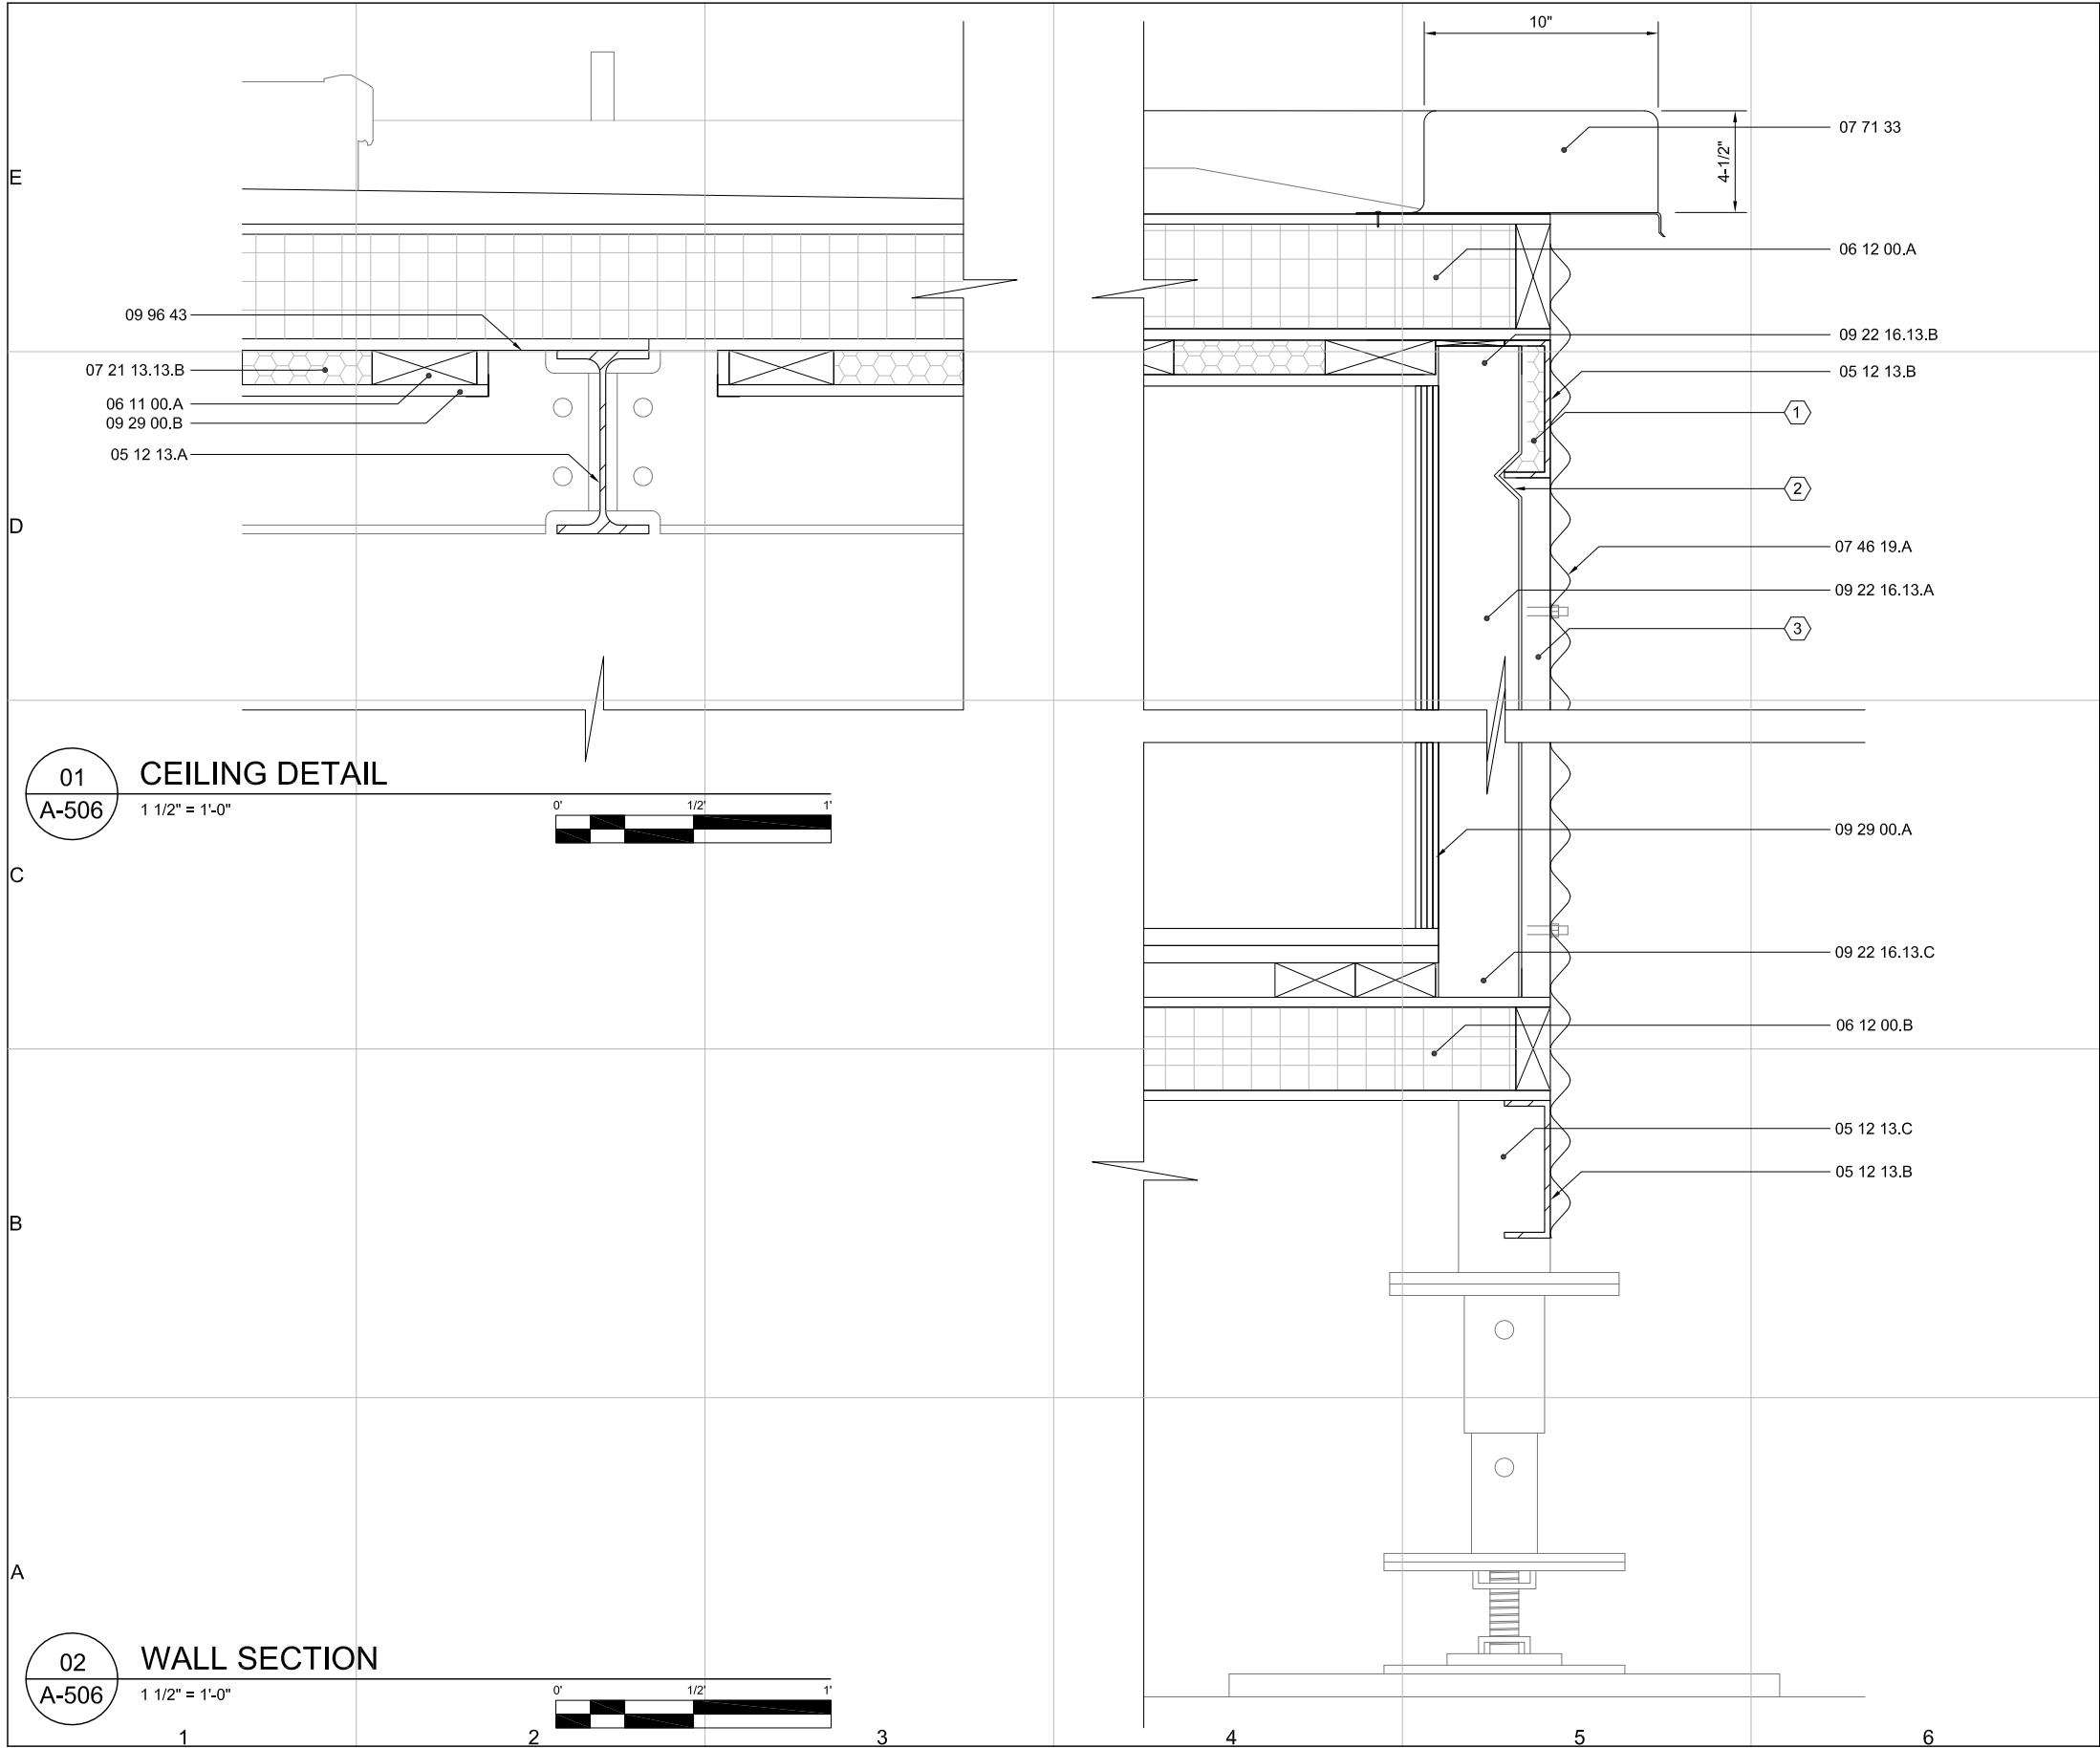 10"
4-1/2"
07 71 33
06 12 00.A
09 22 16.13.B
05 12 13.B
1
2
07 46 19.A
09 22 16.13.A
3
09 29 00.A
09 22 16.13.C
06 12 00.B
05 12 13.C
05 12 13.B
09 96 43
07 21 13.13.B
06 11 00.A
09 29 00.B
05 12 13.A
E
D
C
B
A
01
A-506
CEILING DETAIL
1 1/2" = 1'-0"
0' 1/2' 1'
02
A-506
WALL SECTION
1 1/2" = 1'-0"
0' 1/2' 1'
1 2 3 4 5 6